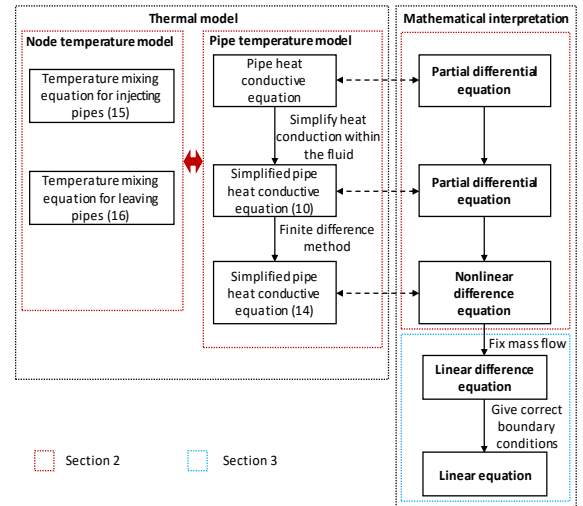 Thermal model
Mathematical interpretation
Node temperature model
Pipe temperature model
Temperature mixing
equation for injecting
pipes (15)
Temperature mixing
equation for leaving
pipes (16)
Pipe heat
conductive
equation
Simplify heat
conduction within
the fluid
Simplified pipe
heat conductive
equation (10)
Finite difference
method
Simplified pipe
heat conductive
equation (14)
Partial differential
equation
Partial differential
equation
Nonlinear
difference
equation
Fix mass flow
Linear difference
equation
Give correct
boundary
conditions
Linear equation
Section 2
Section 3